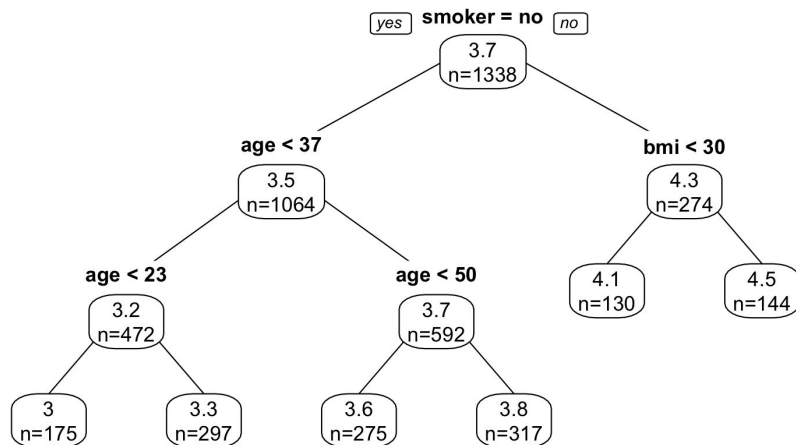 yes smoker = no no
3.7
n=1338
age < 37
bmi < 30
3.5
n=1064
4.3
n=274
age < 23
age < 50
4.1
n=130
4.5
n=144
3.2
n=472
3.7
n=592
3
n=175
3.3
n=297
3.6
n=275
3.8
n=317